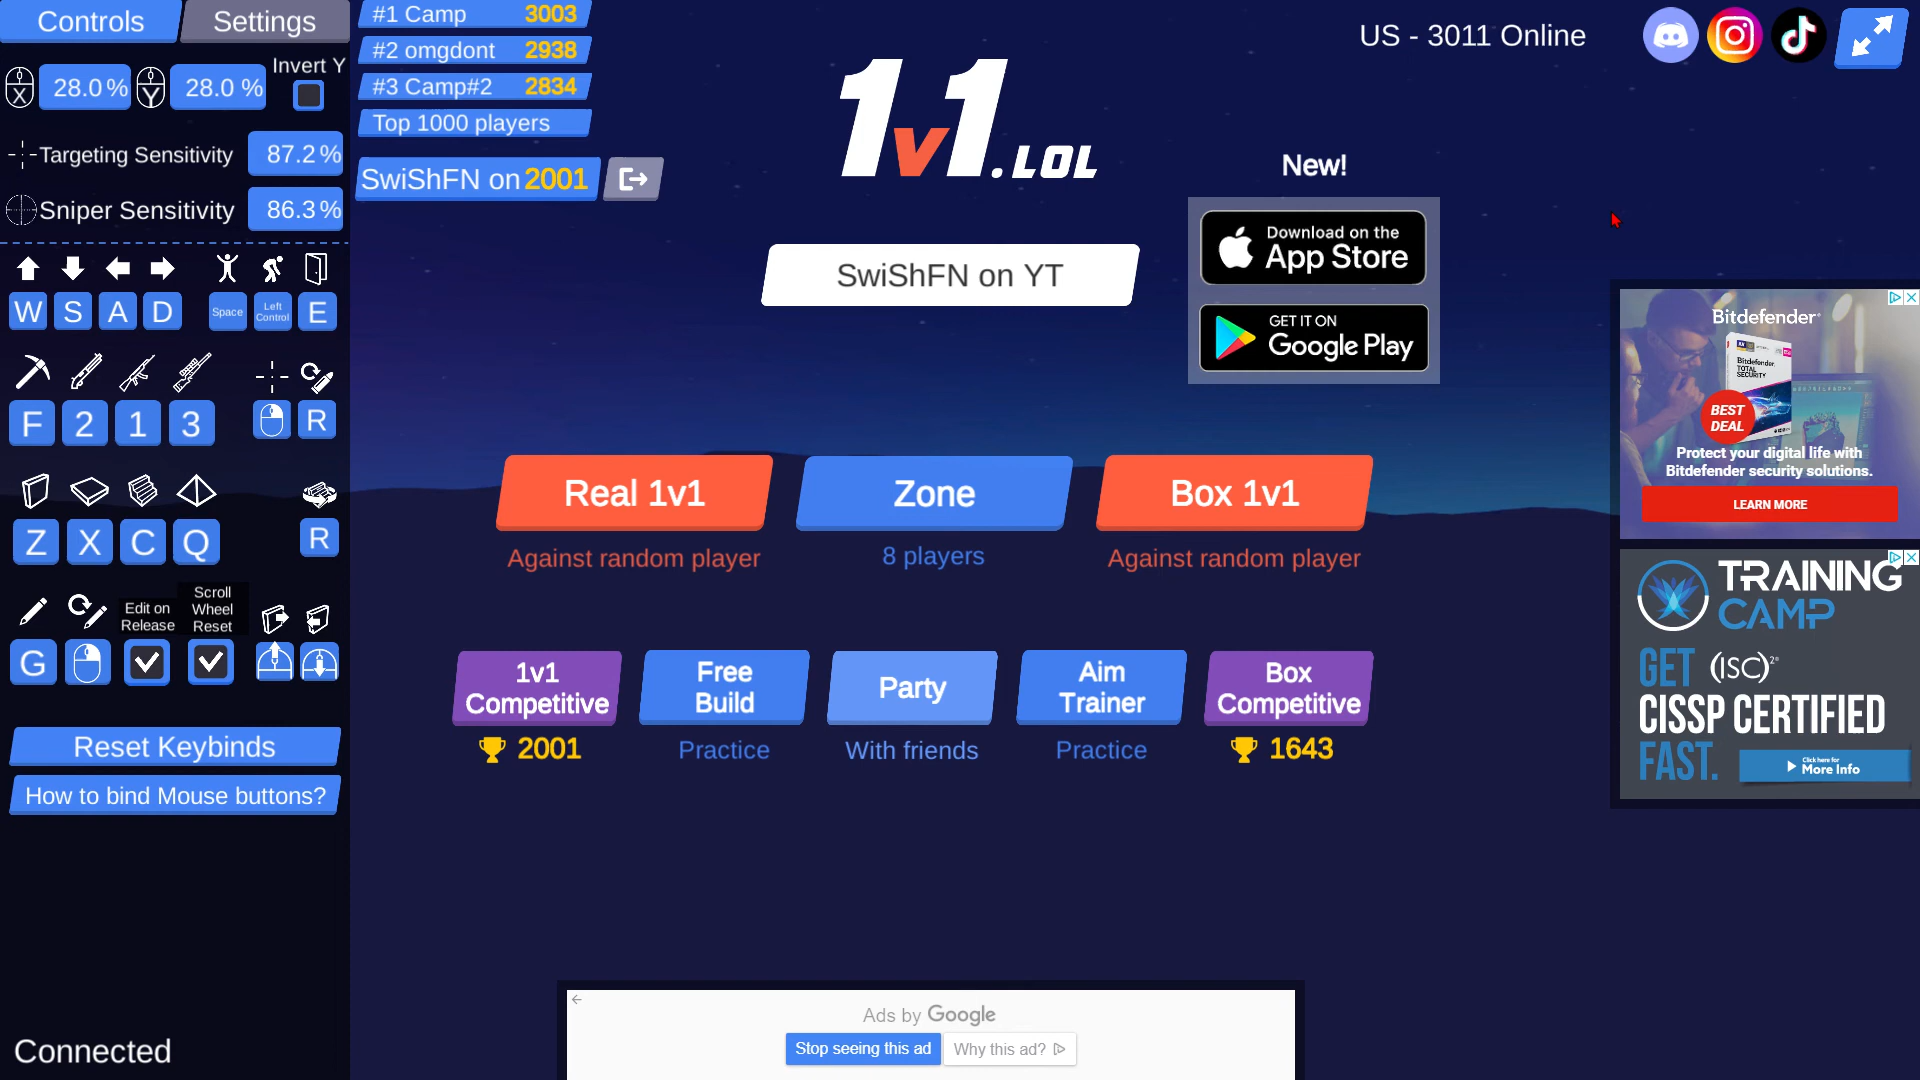 Controls
Settings
Invert Y
X
28.0 %
Y
28.0 %
Targeting Sensitivity
87.2 %
Sniper Sensitivity
86.3 %
W
S
A
D
Space
Left
Control
E
F
2
1
3
R
Z
X
C
Q
R
Edit on
Release
Scroll
Wheel
Reset
G
Reset Keybinds
How to bind Mouse buttons?
Connected
#1 Camp 3003
#2 omgdont 2938
#3 Camp#2 2834
Top 1000 players
SwiShFN on 2001
1v1.LOL
SwiShFN on YT
US - 3011 Online
New!
Download on the
App Store
GET IT ON
Google Play
Real 1v1
Against random player
Zone
8 players
Box 1v1
Against random player
1v1
Competitive
2001
Free
Build
Practice
Party
With friends
Aim
Trainer
Practice
Box
Competitive
1643
Bitdefender
Bitdefender
TOTAL
SECURITY
BEST
DEAL
Protect your digital life with
Bitdefender security solutions.
LEARN MORE
TRAINING
CAMP
GET (ISC)²®
CISSP CERTIFIED
FAST.
Click here for
More Info
Ads by Google
Stop seeing this ad
Why this ad?